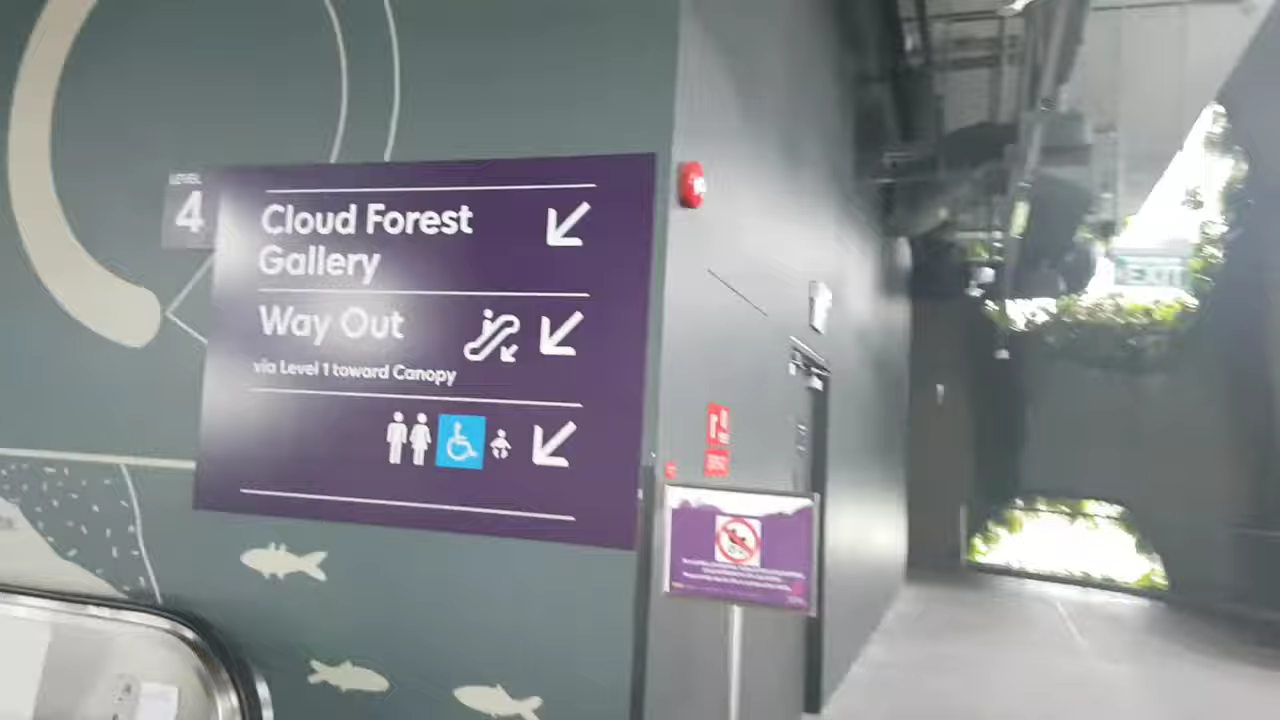 LEVEL
4
Cloud Forest
Gallery
Way Out
via Level 1 toward Canopy
EXIT